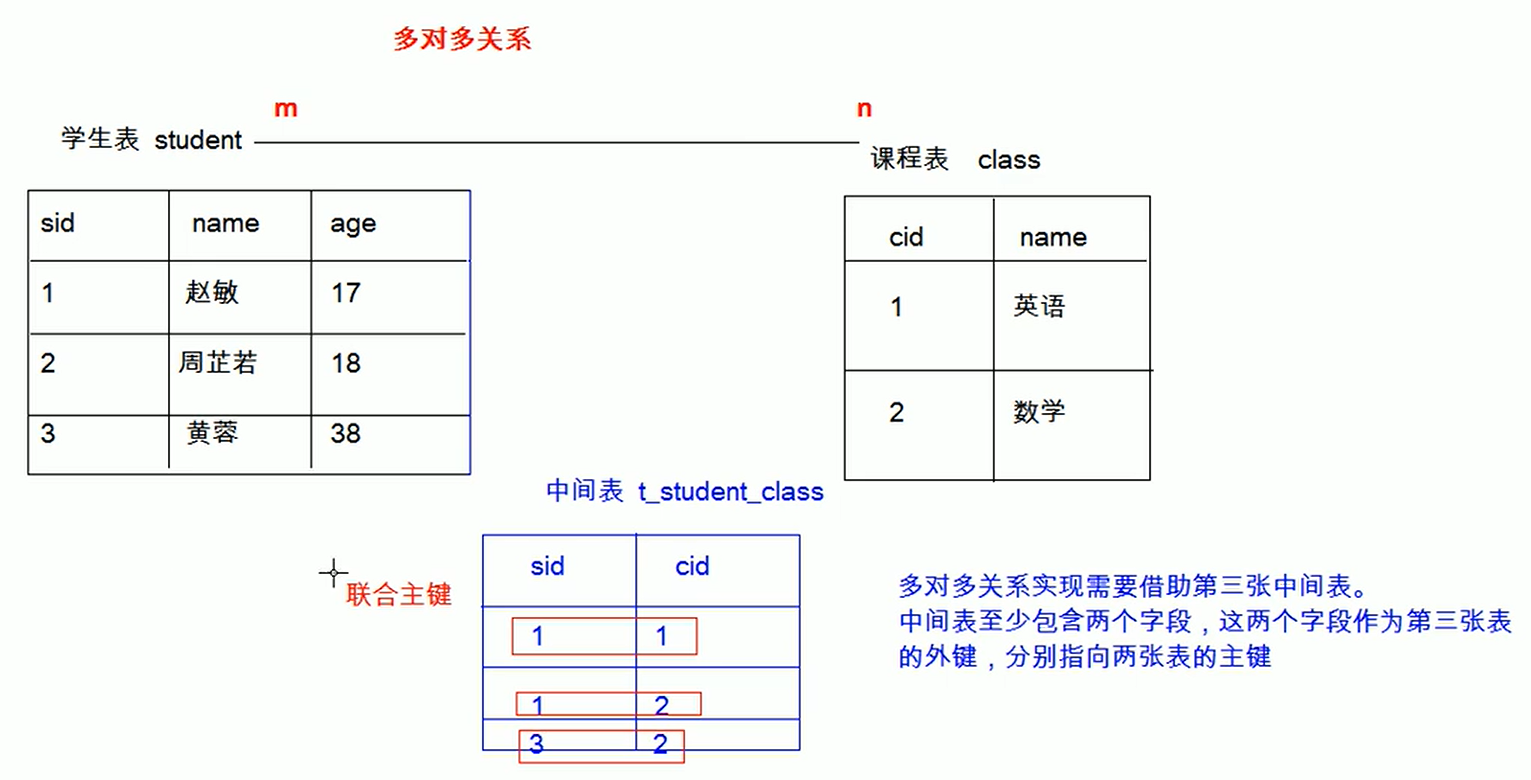 多对多关系
m
n
学生表 student
课程表 class
sid name age
1 赵敏 17
2 周芷若 18
3 黄蓉 38
cid name
1 英语
2 数学
中间表 t_student_class
联合主键
sid cid
1 1
1 2
3 2
多对多关系实现需要借助第三张中间表。
中间表至少包含两个字段，这两个字段作为第三张表
的外键，分别指向两张表的主键